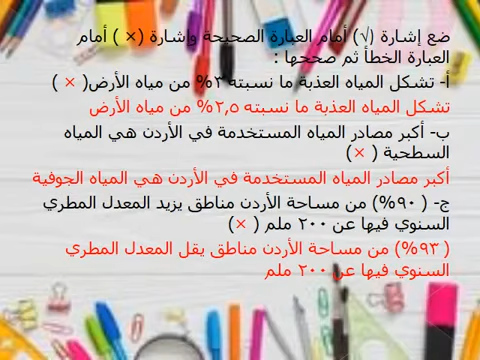 ضع إشارة (√) أمام العبارة الصحيحة وإشارة (× ) أمام
العبارة الخطأ ثم صححها :
أ- تشكل المياه العذبة ما نسبته ٣% من مياه الأرض( × )
تشكل المياه العذبة ما نسبته ٢,٥% من مياه الأرض
ب- أكبر مصادر المياه المستخدمة في الأردن هي المياه
السطحية ( ×)
أكبر مصادر المياه المستخدمة في الأردن هي المياه الجوفية
ج- ( ٩٠%) من مساحة الأردن مناطق يزيد المعدل المطري
السنوي فيها عن ٢٠٠ ملم ( ×)
( ٩٣%) من مساحة الأردن مناطق يقل المعدل المطري
السنوي فيها عن ٢٠٠ ملم